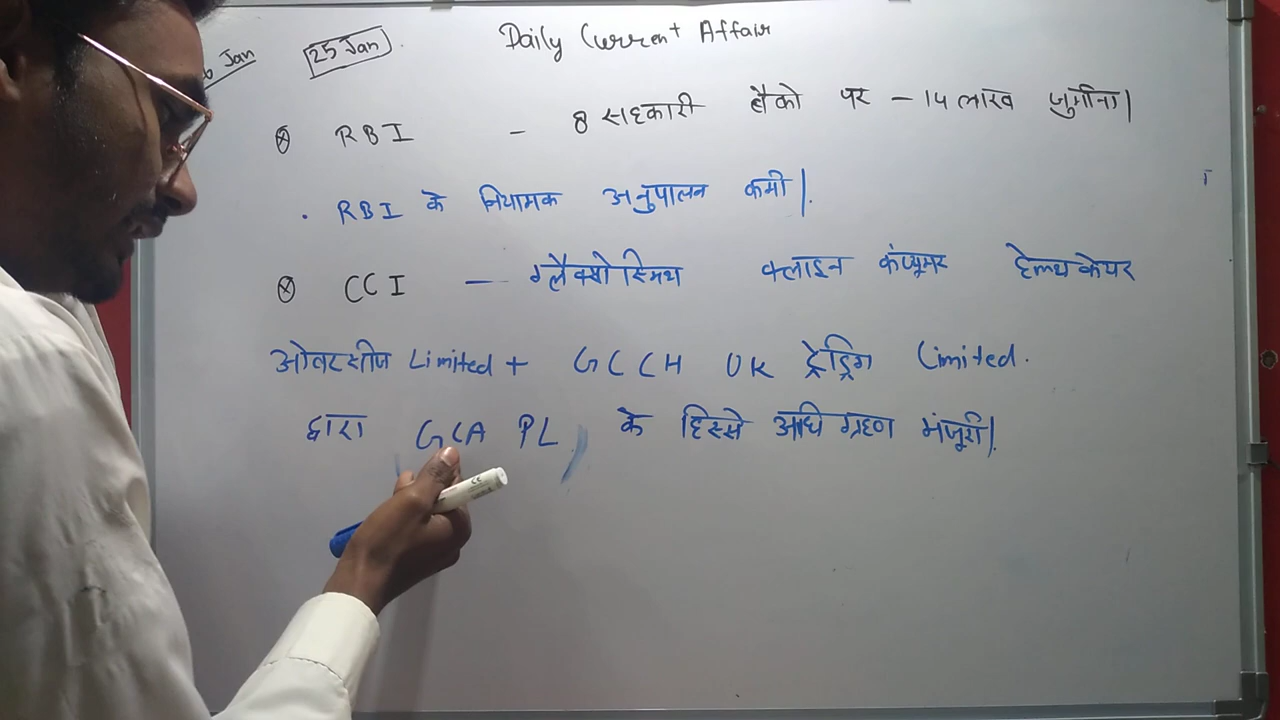 Jan 25 Jan Daily Current Affair
RBI - 8 सहकारी बैंको पर - 14 लाख जुर्माना।
RBI के नियामक अनुपालन कमी।
CCI - ग्लैक्सो स्मिथ क्लाइन कंज्यूमर हेल्थ केयर
ओवरसीज Limited + GCCH UK ट्रेड्रिग Limited.
द्वारा GCA PL के हिस्से अधि ग्रहण मंजूरी।